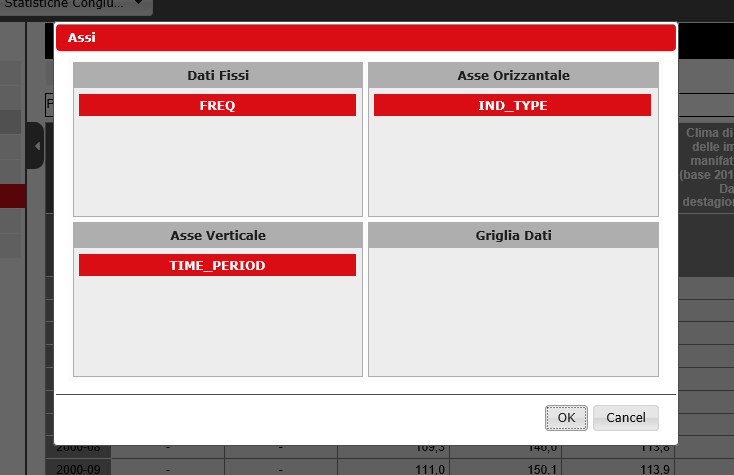 Statistiche Congiu...
Assi
Dati Fissi
Asse Orizzantale
FREQ
IND_TYPE
Clima di
delle im
manifat
(base 201
Da
destagion
Asse Verticale
Griglia Dati
TIME_PERIOD
OK
Cancel
2000-08 - - 109,3 146,0 113,8
2000-09 - - 111,0 150,1 113,9